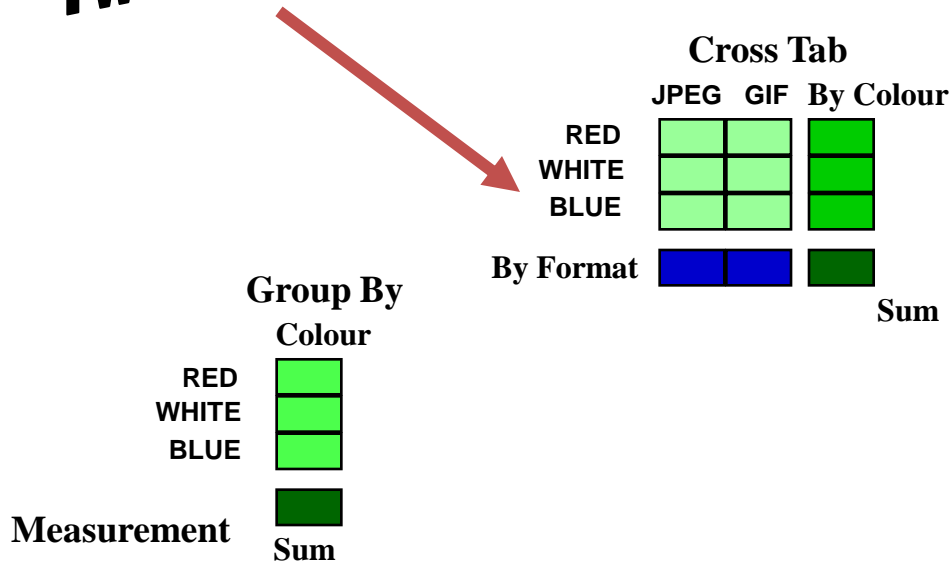 Cross Tab
JPEG GIF By Colour
RED
WHITE
BLUE
By Format
Sum
Group By
Colour
RED
WHITE
BLUE
Measurement
Sum